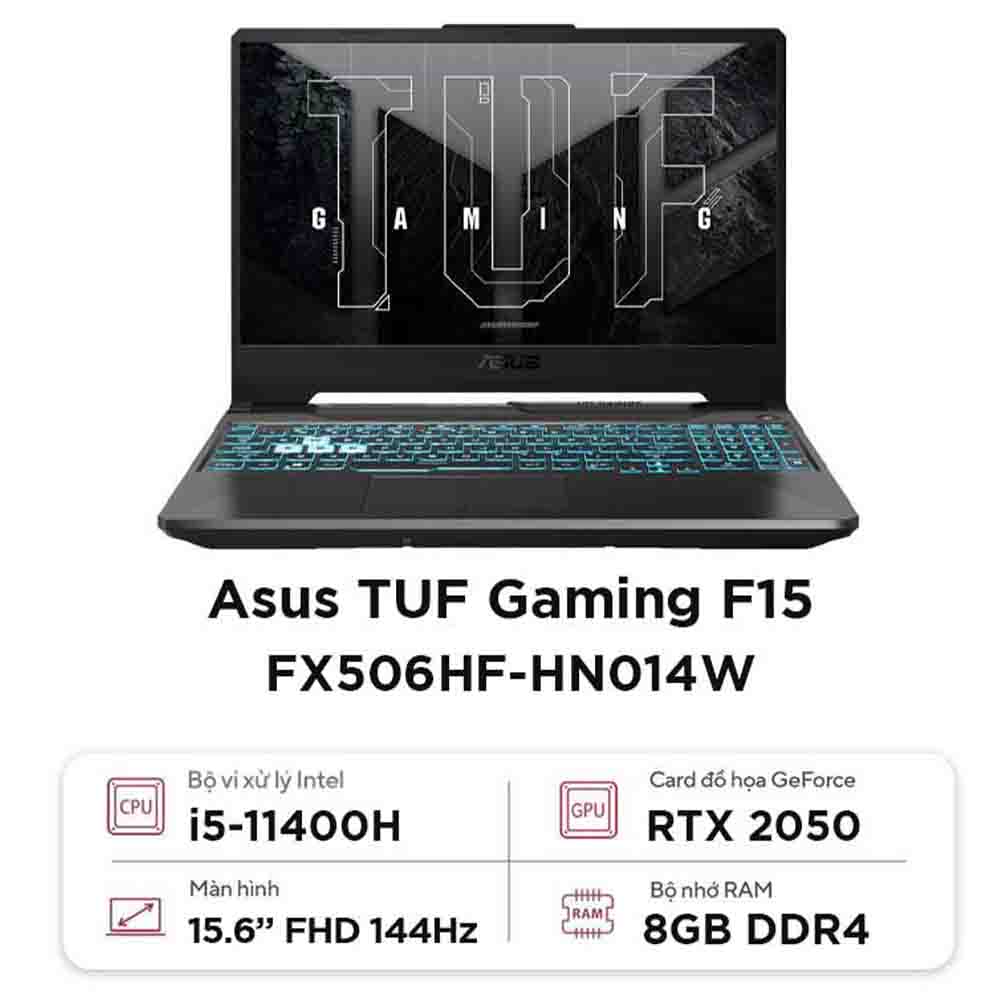 TUF
GAMING
ASUS
Asus TUF Gaming F15
FX506HF-HN014W
CPU
Bộ vi xử lý Intel
i5-11400H
GPU
Card đồ họa GeForce
RTX 2050
Màn hình
15.6” FHD 144Hz
RAM
Bộ nhớ RAM
8GB DDR4